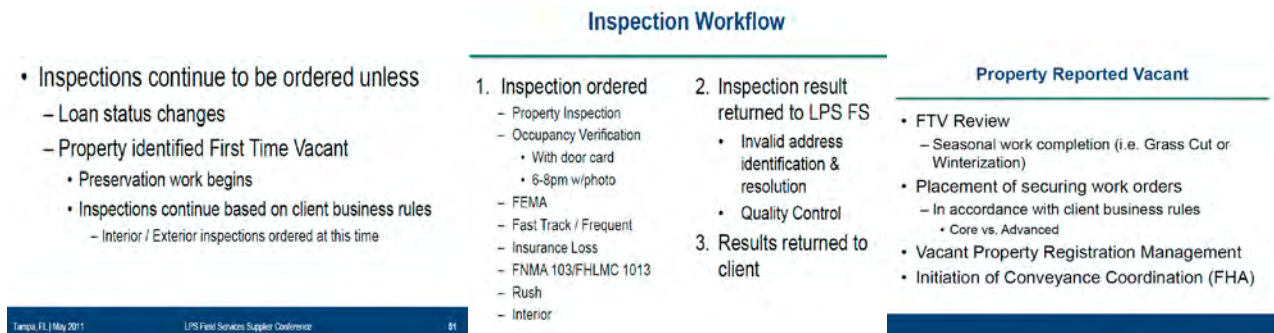 • Inspections continue to be ordered unless
– Loan status changes
– Property identified First Time Vacant
• Preservation work begins
• Inspections continue based on client business rules
– Interior / Exterior inspections ordered at this time
Tampa, FL | May 2011
LPS Field Services Supplier Conference
51
Inspection Workflow
1. Inspection ordered
– Property Inspection
– Occupancy Verification
• With door card
• 6-8pm w/photo
– FEMA
– Fast Track / Frequent
– Insurance Loss
– FNMA 103/FHLMC 1013
– Rush
– Interior
2. Inspection result
returned to LPS FS
• Invalid address
identification &
resolution
• Quality Control
3. Results returned to
client
Property Reported Vacant
• FTV Review
– Seasonal work completion (i.e. Grass Cut or
Winterization)
• Placement of securing work orders
– In accordance with client business rules
• Core vs. Advanced
• Vacant Property Registration Management
• Initiation of Conveyance Coordination (FHA)